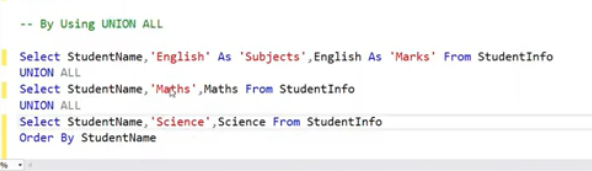 -- By Using UNION ALL
Select StudentName,'English' As 'Subjects',English As 'Marks' From StudentInfo
UNION ALL
Select StudentName,'Maths',Maths From StudentInfo
UNION ALL
Select StudentName,'Science',Science From StudentInfo
Order By StudentName
%